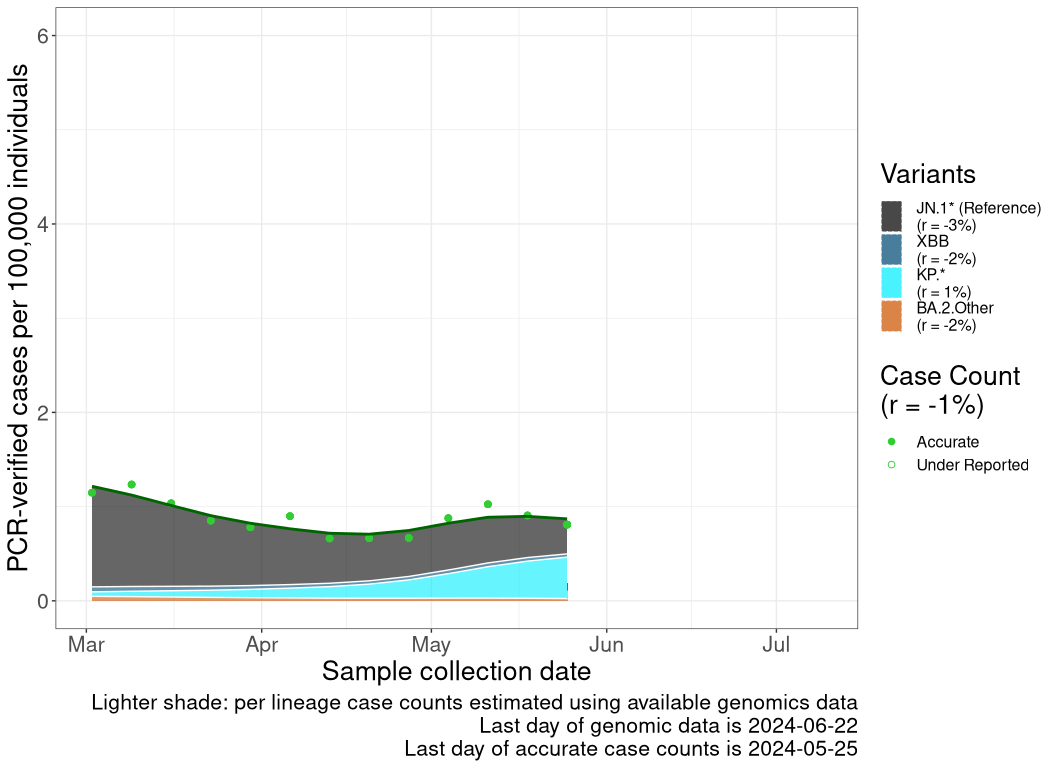 PCR-verified cases per 100,000 individuals
6
4
2
0
Mar Apr May Jun Jul
Sample collection date
Lighter shade: per lineage case counts estimated using available genomics data
Last day of genomic data is 2024-06-22
Last day of accurate case counts is 2024-05-25
Variants
JN.1* (Reference)
(r = -3%)
XBB
(r = -2%)
KP.*
(r = 1%)
BA.2.Other
(r = -2%)
Case Count
(r = -1%)
Accurate
Under Reported